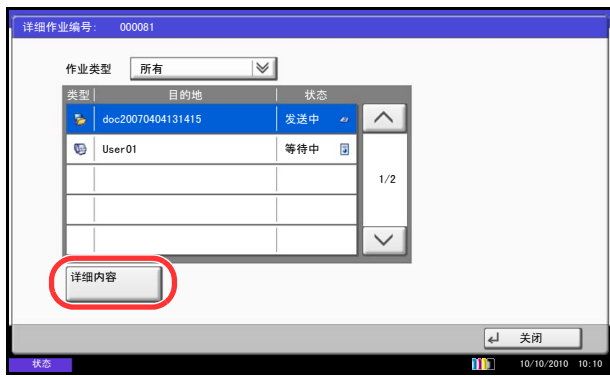 详细作业编号: 000081
作业类型 所有
类型 目的地 状态
doc20070404131415 发送中
User01 等待中
1/2
详细内容
关闭
状态 10/10/2010 10:10